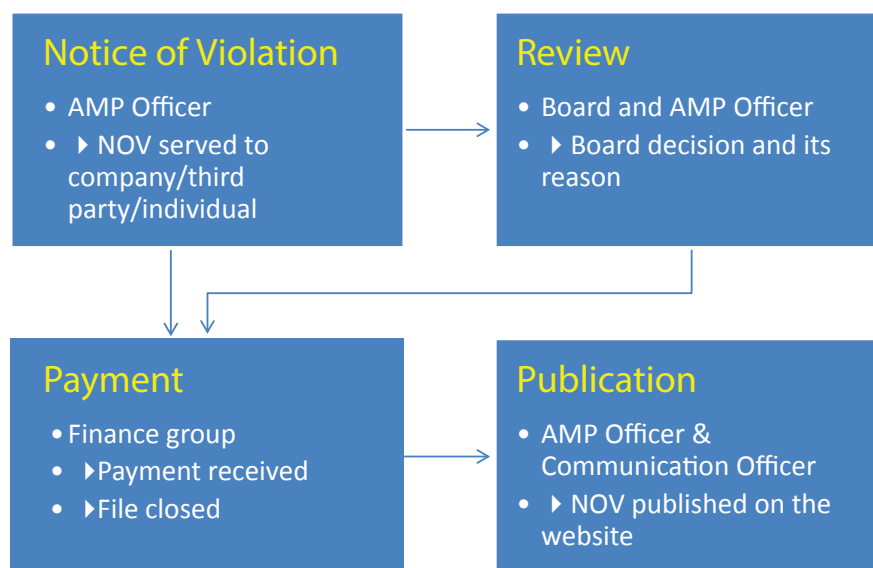 Notice of Violation
• AMP Officer
• ‣ NOV served to
company/third
party/individual
Review
• Board and AMP Officer
• ‣ Board decision and its
reason
Payment
• Finance group
• ‣Payment received
• ‣File closed
Publication
• AMP Officer &
Communication Officer
• ‣ NOV published on the
website